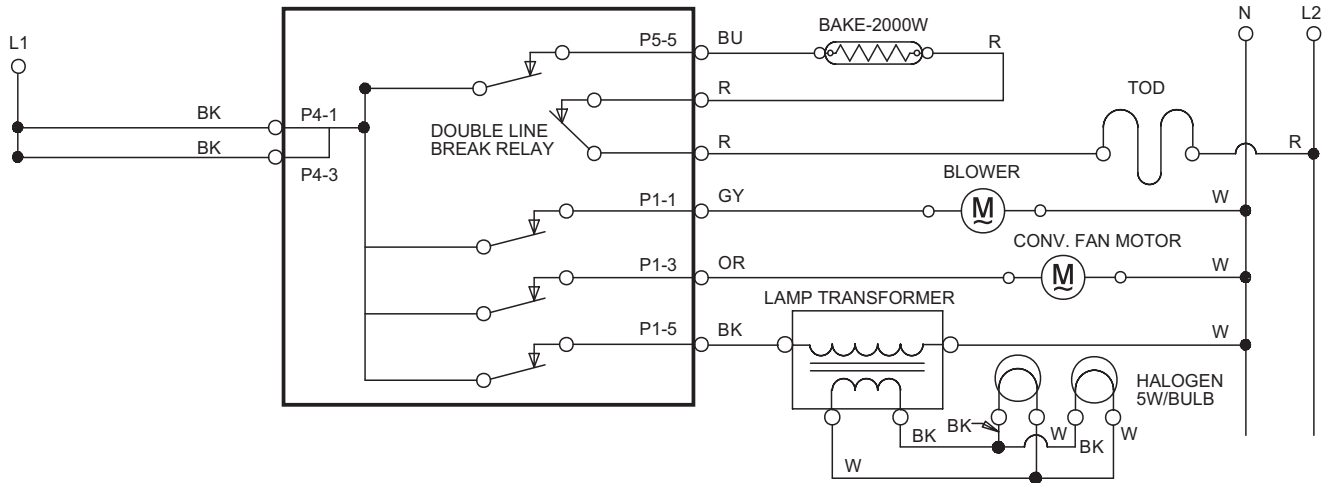 L1
BK
BK
P4-1
P4-3
P5-5
BU
BAKE-2000W
R
N
L2
R
DOUBLE LINE
BREAK RELAY
R
TOD
R
P1-1
GY
BLOWER
M
W
P1-3
OR
CONV. FAN MOTOR
M
W
P1-5
BK
LAMP TRANSFORMER
W
HALOGEN
5W/BULB
BK
BK
W
BK
W
W